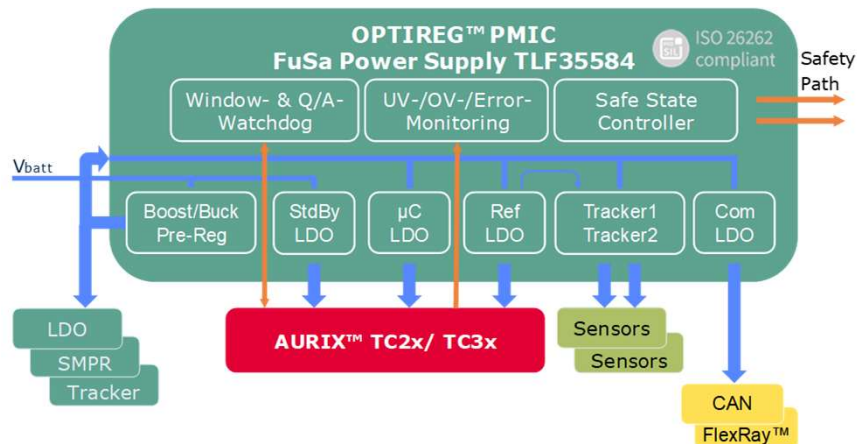 OPTIREG™ PMIC
FuSa Power Supply TLF35584
SIL
ISO 26262
compliant
Safety
Path
Window- & Q/A-
Watchdog
UV-/OV-/Error-
Monitoring
Safe State
Controller
Vbatt
Boost/Buck
Pre-Reg
StdBy
LDO
µC
LDO
Ref
LDO
Tracker1
Tracker2
Com
LDO
LDO
SMPR
Tracker
AURIX™ TC2x/ TC3x
Sensors
Sensors
CAN
FlexRay™